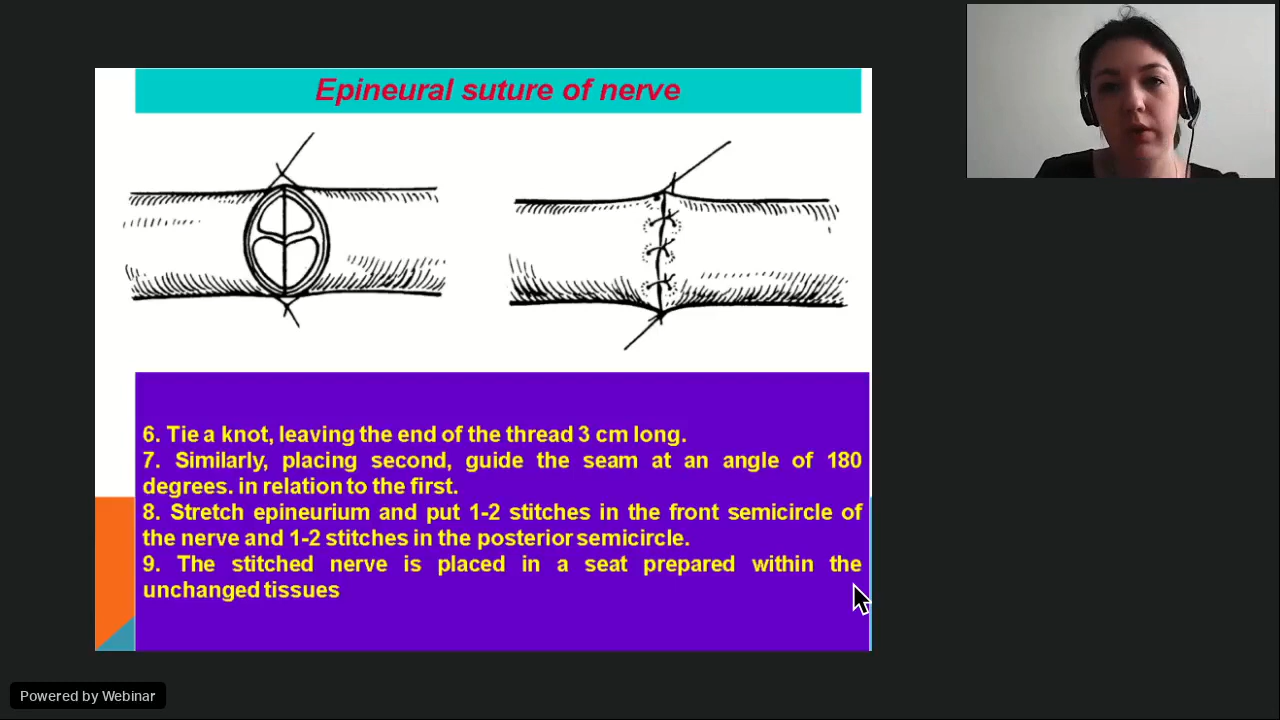 Epineural suture of nerve
6. Tie a knot, leaving the end of the thread 3 cm long.
7. Similarly, placing second, guide the seam at an angle of 180
degrees. in relation to the first.
8. Stretch epineurium and put 1-2 stitches in the front semicircle of
the nerve and 1-2 stitches in the posterior semicircle.
9. The stitched nerve is placed in a seat prepared within the
unchanged tissues
Powered by Webinar